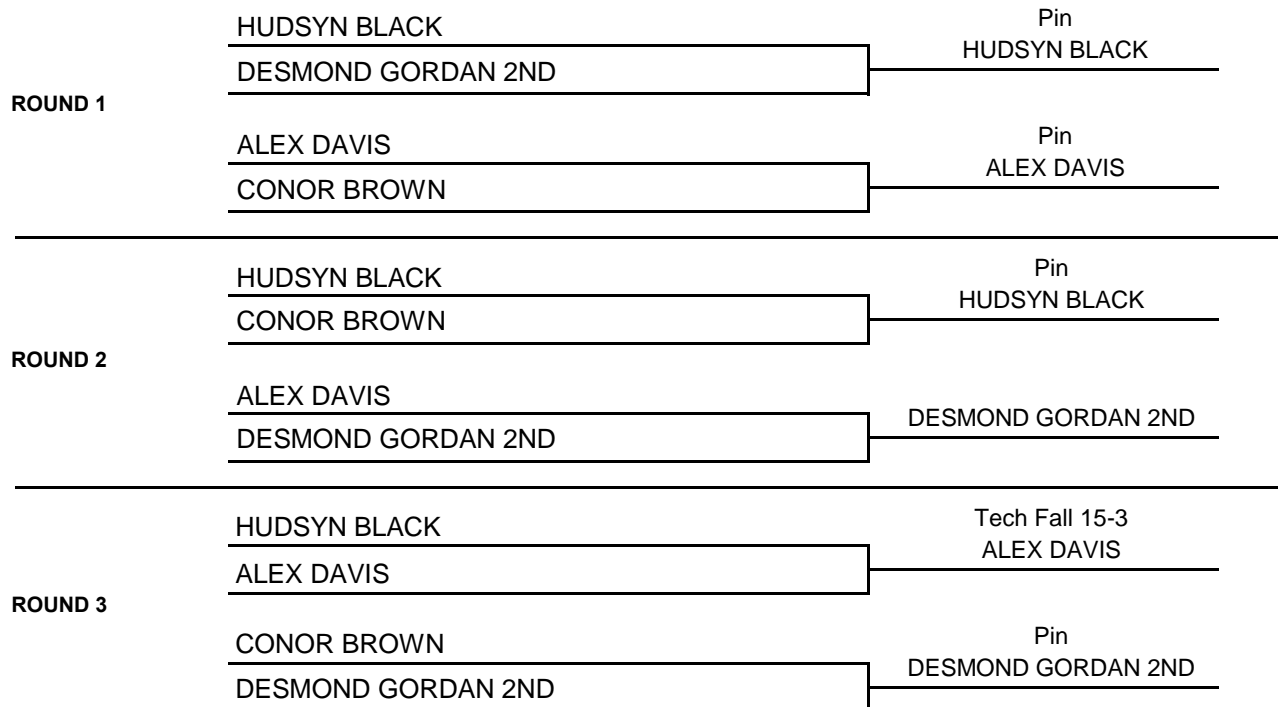 HUDSYN BLACK
Pin
HUDSYN BLACK
DESMOND GORDAN 2ND
ROUND 1
ALEX DAVIS
Pin
ALEX DAVIS
CONOR BROWN
HUDSYN BLACK
Pin
HUDSYN BLACK
CONOR BROWN
ROUND 2
ALEX DAVIS
DESMOND GORDAN 2ND
DESMOND GORDAN 2ND
HUDSYN BLACK
Tech Fall 15-3
ALEX DAVIS
ALEX DAVIS
ROUND 3
CONOR BROWN
Pin
DESMOND GORDAN 2ND
DESMOND GORDAN 2ND